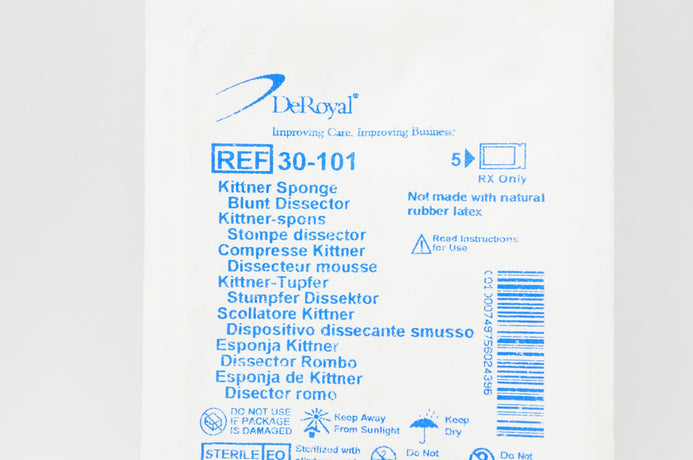 DeRoyal®
Improving Care. Improving Business.®
REF 30-101
5
RX Only
Kittner Sponge
Blunt Dissector
Kittner-spons
Stompe dissector
Compresse Kittner
Dissecteur mousse
Kittner-Tupfer
Stumpfer Dissektor
Scollatore Kittner
Dispositivo dissecante smusso
Esponja Kittner
Dissector Rombo
Esponja de Kittner
Disector romo
Not made with natural
rubber latex
Read Instructions
for Use
(01)00749756024396
DO NOT USE
IF PACKAGE
IS DAMAGED
Keep Away
From Sunlight
Keep
Dry
STERILE EO
Sterilized with
Do Not
Do Not